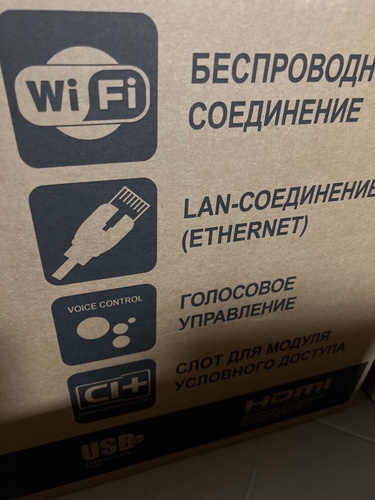 WiFi
БЕСПРОВОДН
СОЕДИНЕНИЕ
LAN-СОЕДИНЕНИЕ
(ETHERNET)
VOICE CONTROL
ГОЛОСОВОЕ
УПРАВЛЕНИЕ
CI+
СЛОТ ДЛЯ МОДУЛЯ
УСЛОВНОГО ДОСТУПА
USB
HDMI